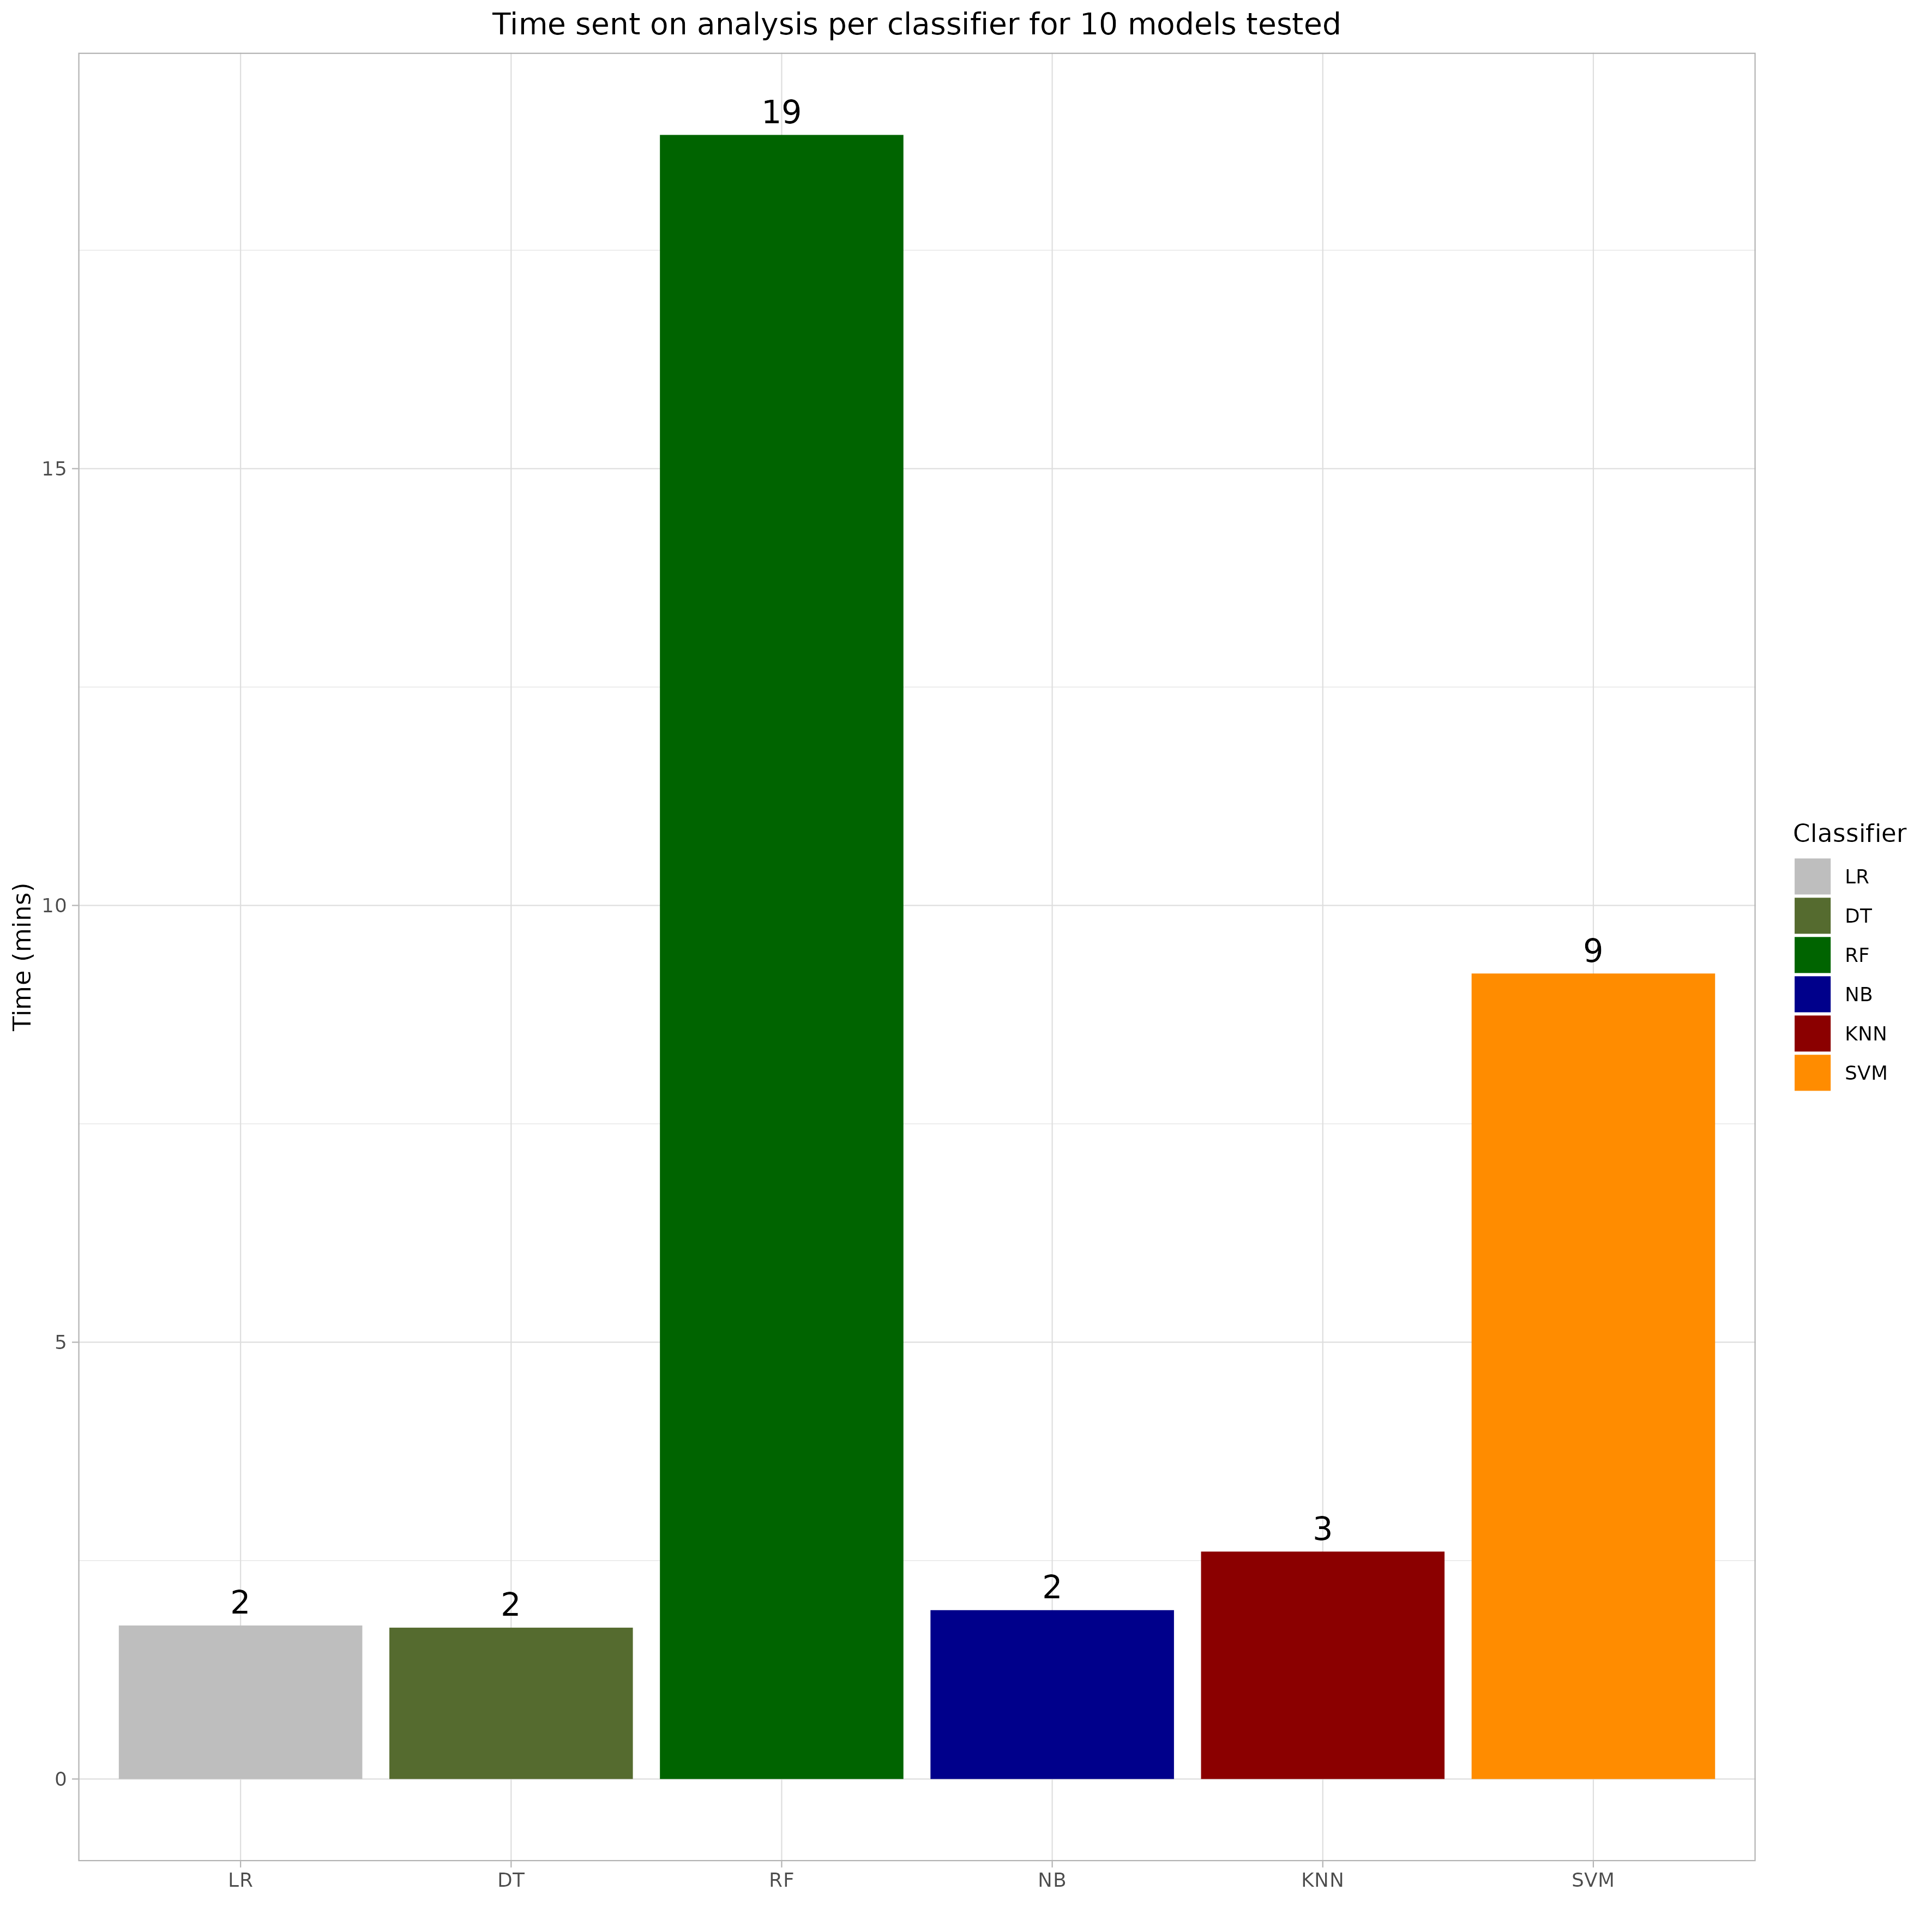 Time sent on analysis per classifier for 10 models tested
19
15
Classifier
LR
DT
RF
NB
KNN
SVM
10
9
Time (mins)
5
3
2
2
2
0
LR DT RF NB KNN SVM